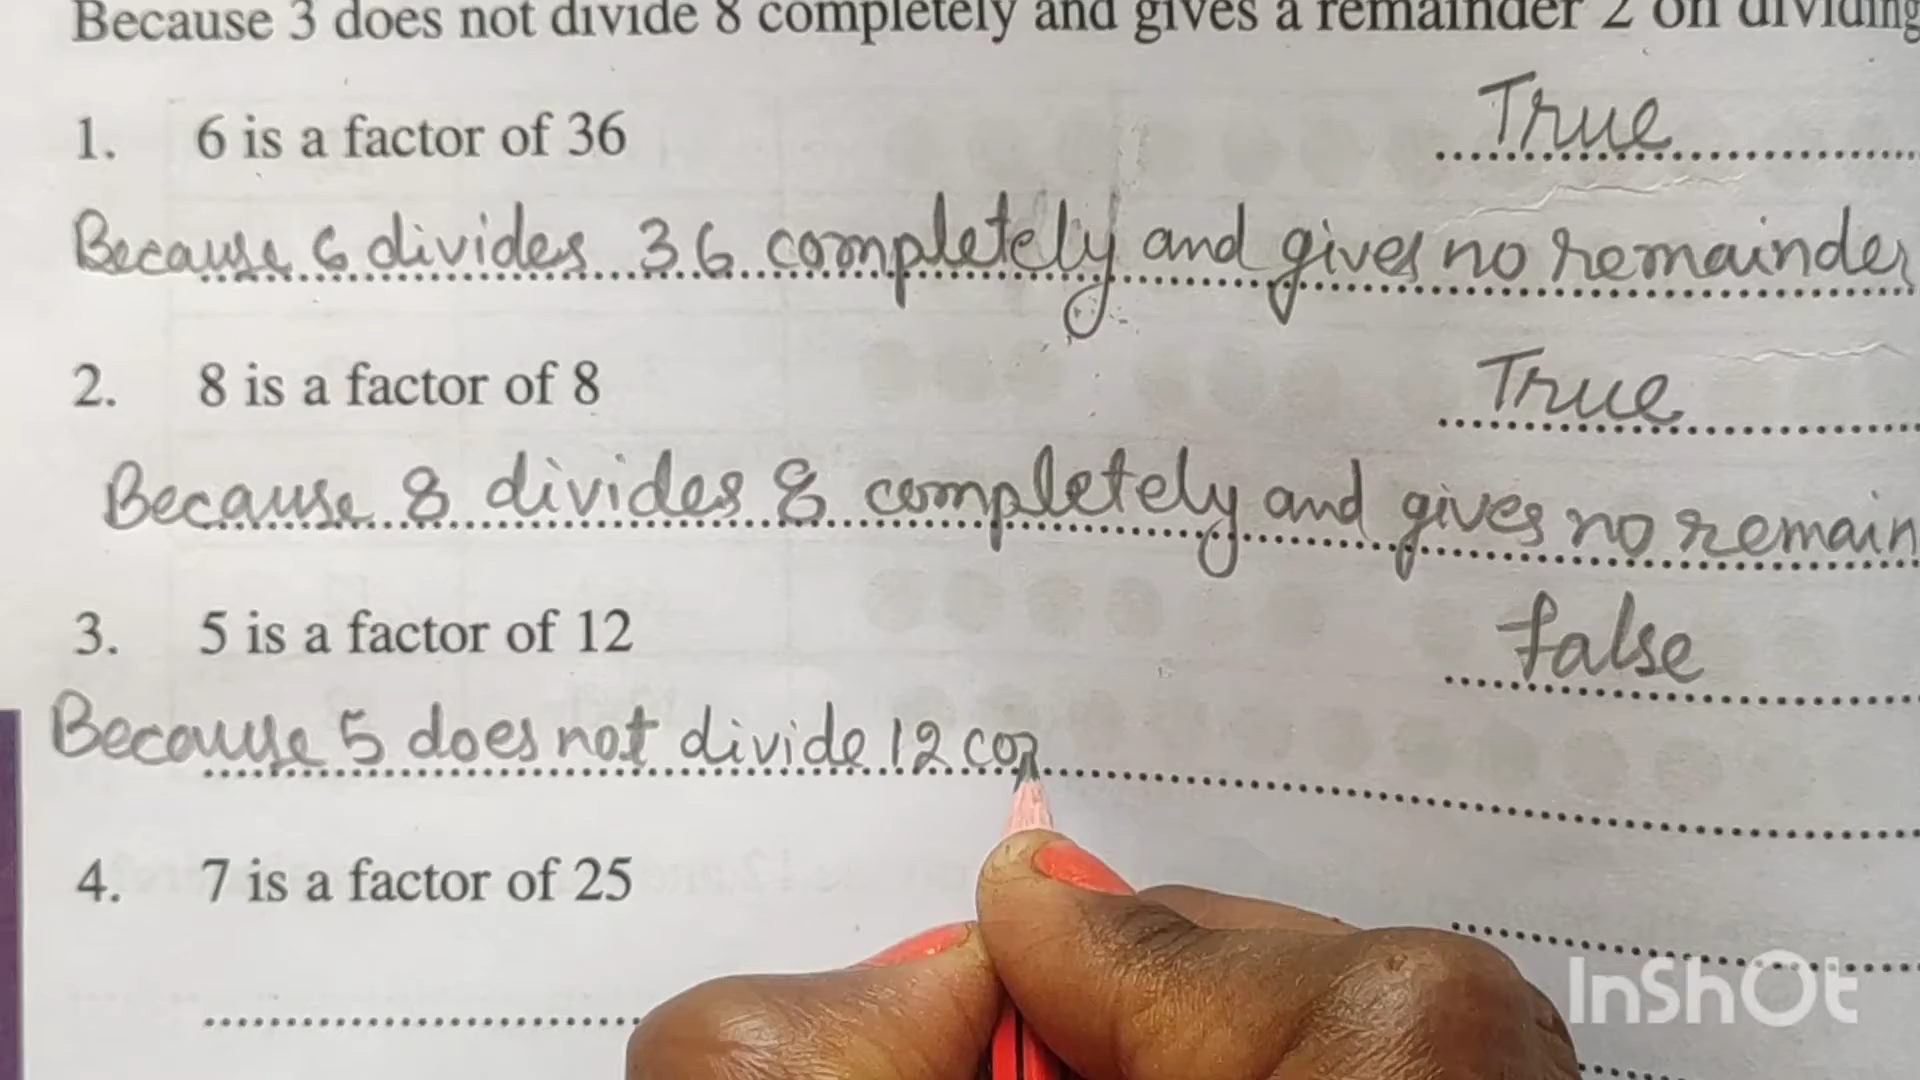 Because 3 does not divide 8 completely and gives a remainder 2 on dividing
1. 6 is a factor of 36 True
Because 6 divides 36 completely and gives no remainder
2. 8 is a factor of 8 True
Because 8 divides 8 completely and gives no remain
3. 5 is a factor of 12 false
Because 5 does not divide 12 com
4. 7 is a factor of 25
InShOt